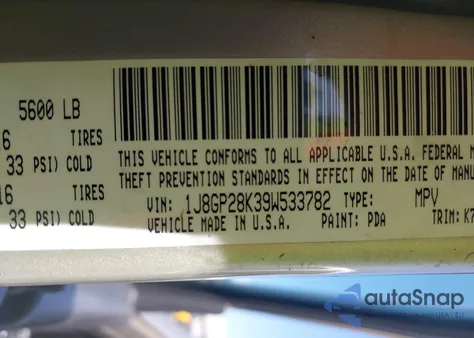 5600 LB
16 TIRES
33 PSI) COLD
16 TIRES
33 PSI) COLD
THIS VEHICLE CONFORMS TO ALL APPLICABLE U.S.A. FEDERAL M
THEFT PREVENTION STANDARDS IN EFFECT ON THE DATE OF MANU
VIN: 1J8GP28K39W533782 TYPE: MPV
VEHICLE MADE IN U.S.A. PAINT: PDA TRIM: K7
autoSnap